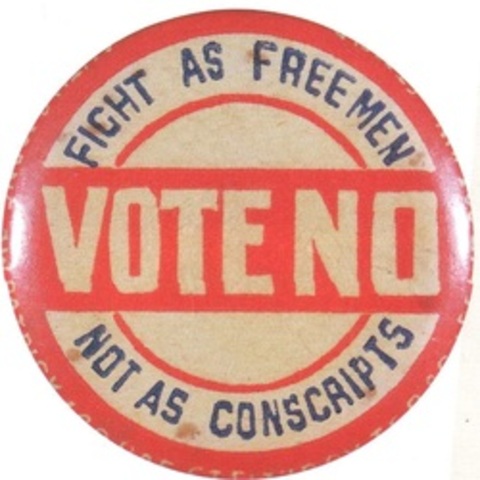 FIGHT AS FREEMEN
VOTE NO
NOT AS CONSCRIPTS